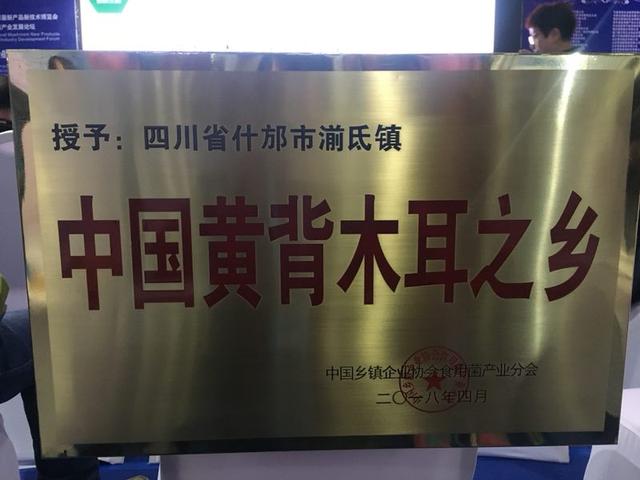 授予：四川省什邡市湔氐镇
中国黄背木耳之乡
中国乡镇企业协会食用菌产业分会
二〇一八年四月